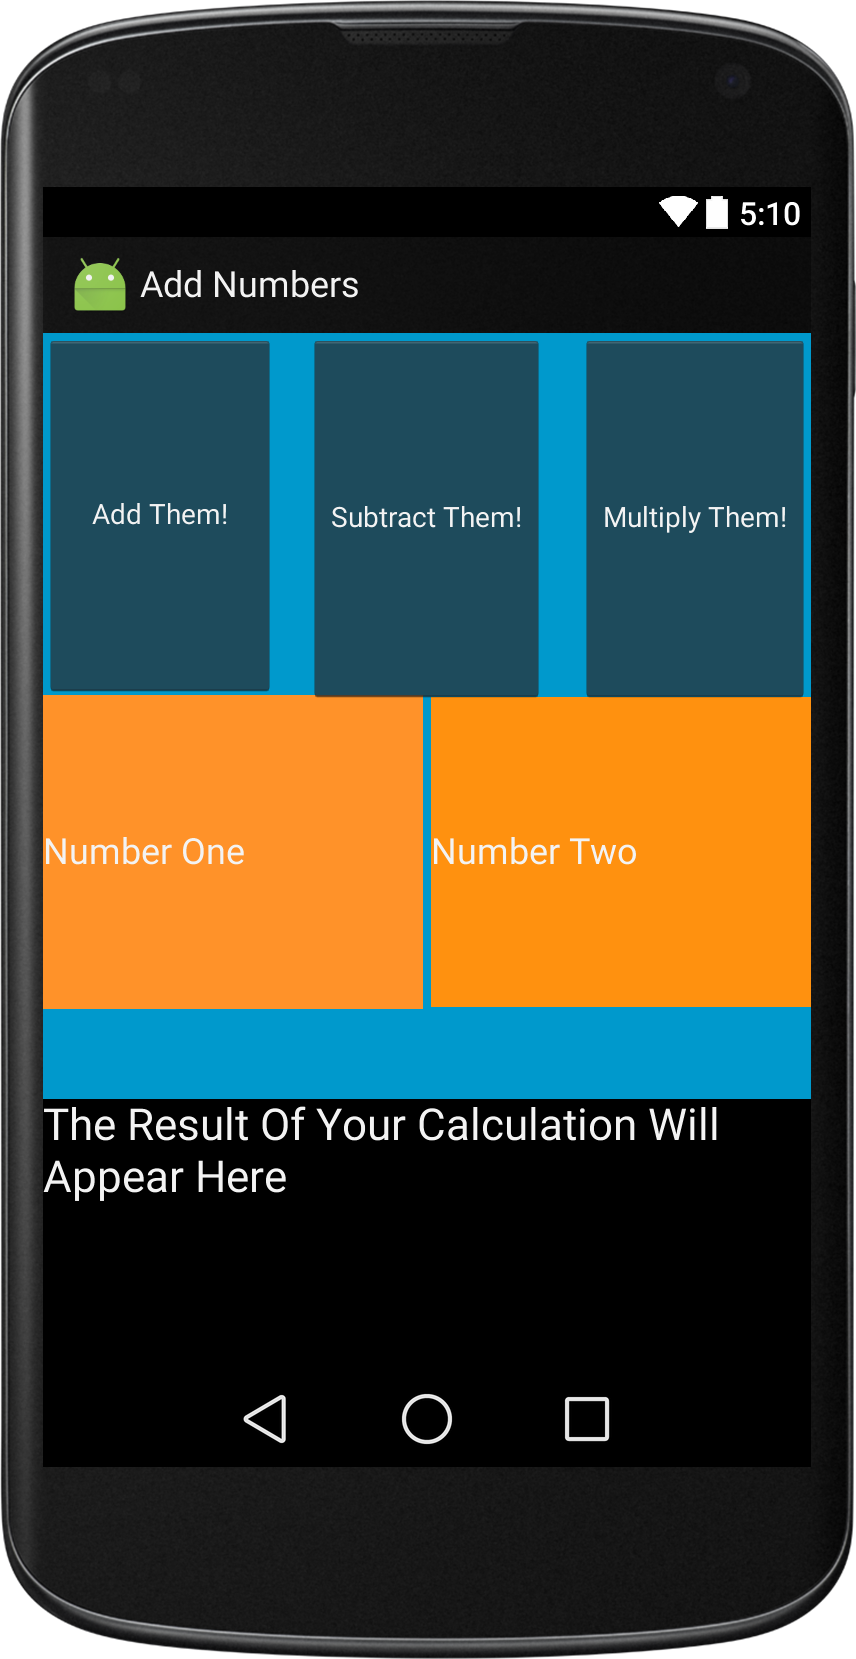 5:10
Add Numbers
Add Them!
Subtract Them!
Multiply Them!
Number One
Number Two
The Result Of Your Calculation Will
Appear Here